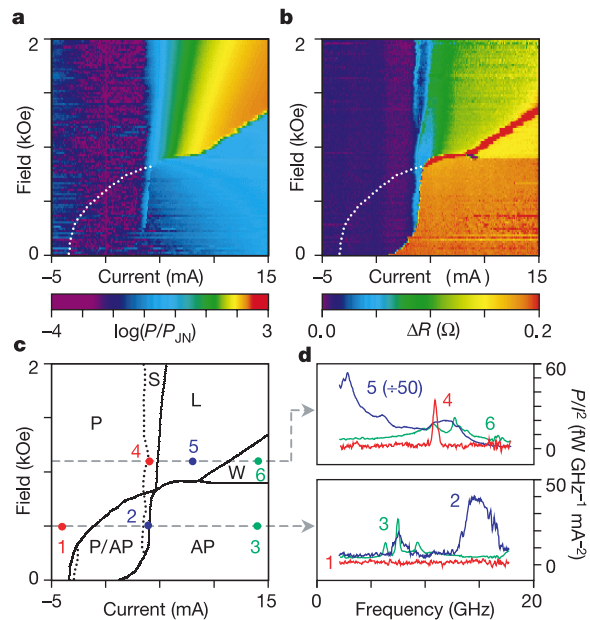 a
b
2
2
Field (kOe)
Field (kOe)
0
0
−5
Current (mA)
15
−5
Current (mA)
15
−4
log(P/P_JN)
3
0.0
ΔR (Ω)
0.2
c
d
2
S
L
P
4
5
6
W
2
1
P/AP
AP
3
Field (kOe)
0
−5
Current (mA)
15
5 (÷50)
4
6
60
0
3
2
1
50
0
P/I² (fW GHz⁻¹ mA⁻²)
0
10
20
Frequency (GHz)